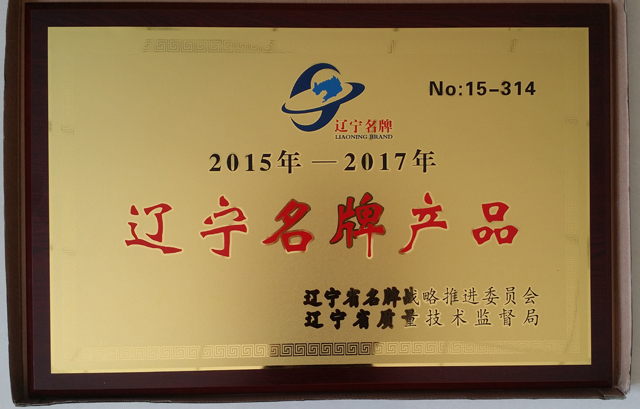 No:15-314
辽宁名牌
LIAONING BRAND
2015年—2017年
辽宁名牌产品
辽宁省名牌战略推进委员会
辽宁省质量技术监督局